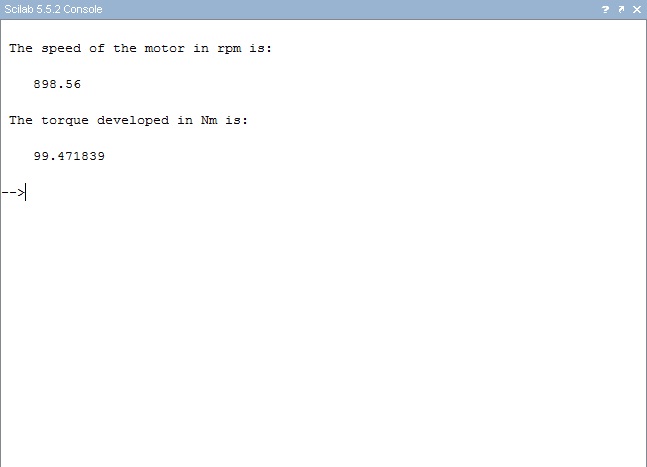 Scilab 5.5.2 Console
The speed of the motor in rpm is:
898.56
The torque developed in Nm is:
99.471839
-->